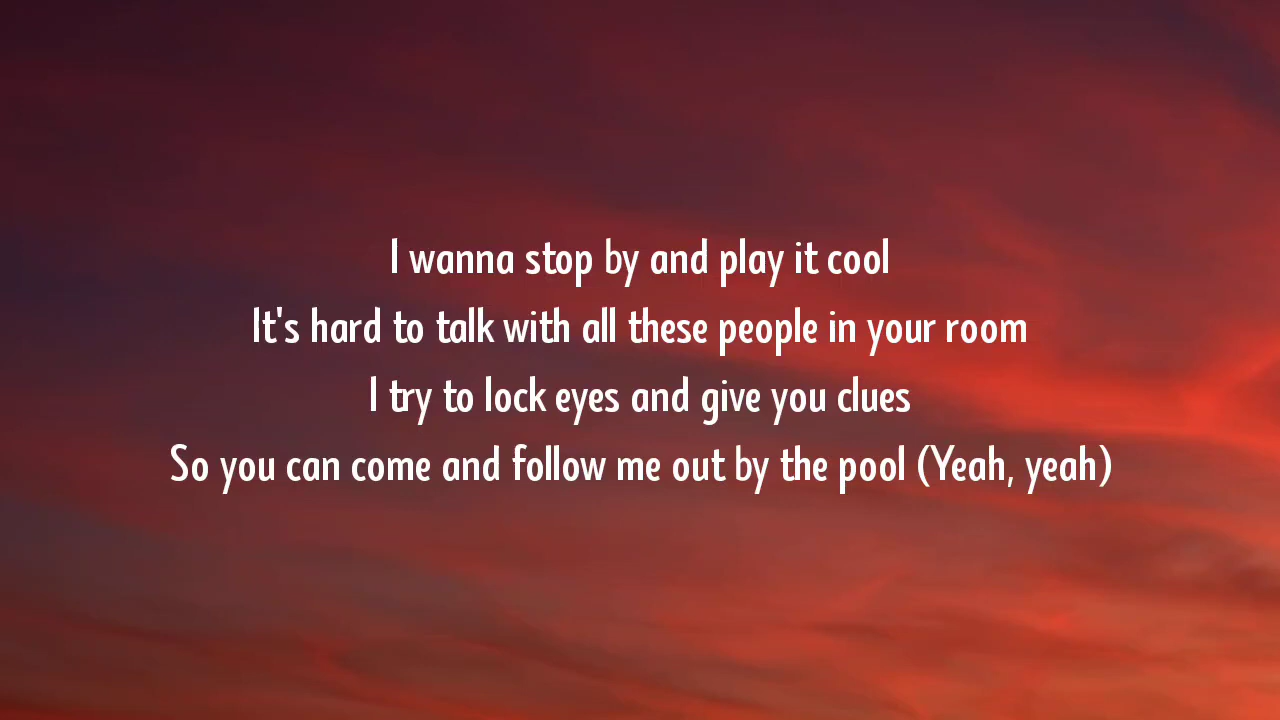 I wanna stop by and play it cool
It's hard to talk with all these people in your room
I try to lock eyes and give you clues
So you can come and follow me out by the pool (Yeah, yeah)